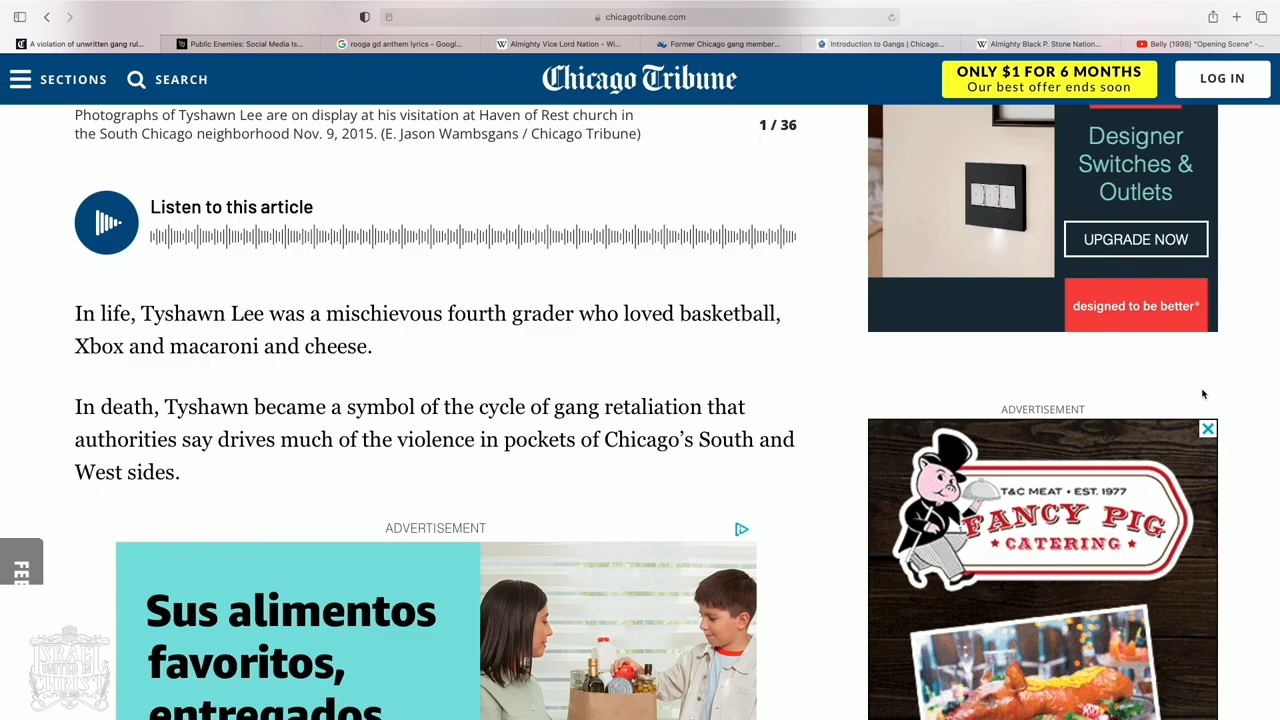 chicagotribune.com
A violation of unwritten gang rul...
Public Enemies: Social Media Is...
rooga gd anthem lyrics - Googl...
Almighty Vice Lord Nation - Wi...
Former Chicago gang member...
Introduction to Gangs | Chicago...
Almighty Black P. Stone Nation...
Belly (1998) "Opening Scene" -...
SECTIONS
SEARCH
Chicago Tribune
ONLY $1 FOR 6 MONTHS
Our best offer ends soon
LOG IN
Photographs of Tyshawn Lee are on display at his visitation at Haven of Rest church in
the South Chicago neighborhood Nov. 9, 2015. (E. Jason Wambsgans / Chicago Tribune)
1 / 36
Listen to this article
In life, Tyshawn Lee was a mischievous fourth grader who loved basketball,
Xbox and macaroni and cheese.
In death, Tyshawn became a symbol of the cycle of gang retaliation that
authorities say drives much of the violence in pockets of Chicago's South and
West sides.
ADVERTISEMENT
Sus alimentos
favoritos,
entregados
FEE
ISRAEL
UNITED IN
CHRIST
Designer
Switches &
Outlets
UPGRADE NOW
designed to be better®
ADVERTISEMENT
T&C MEAT • EST. 1977
FANCY PIG
CATERING